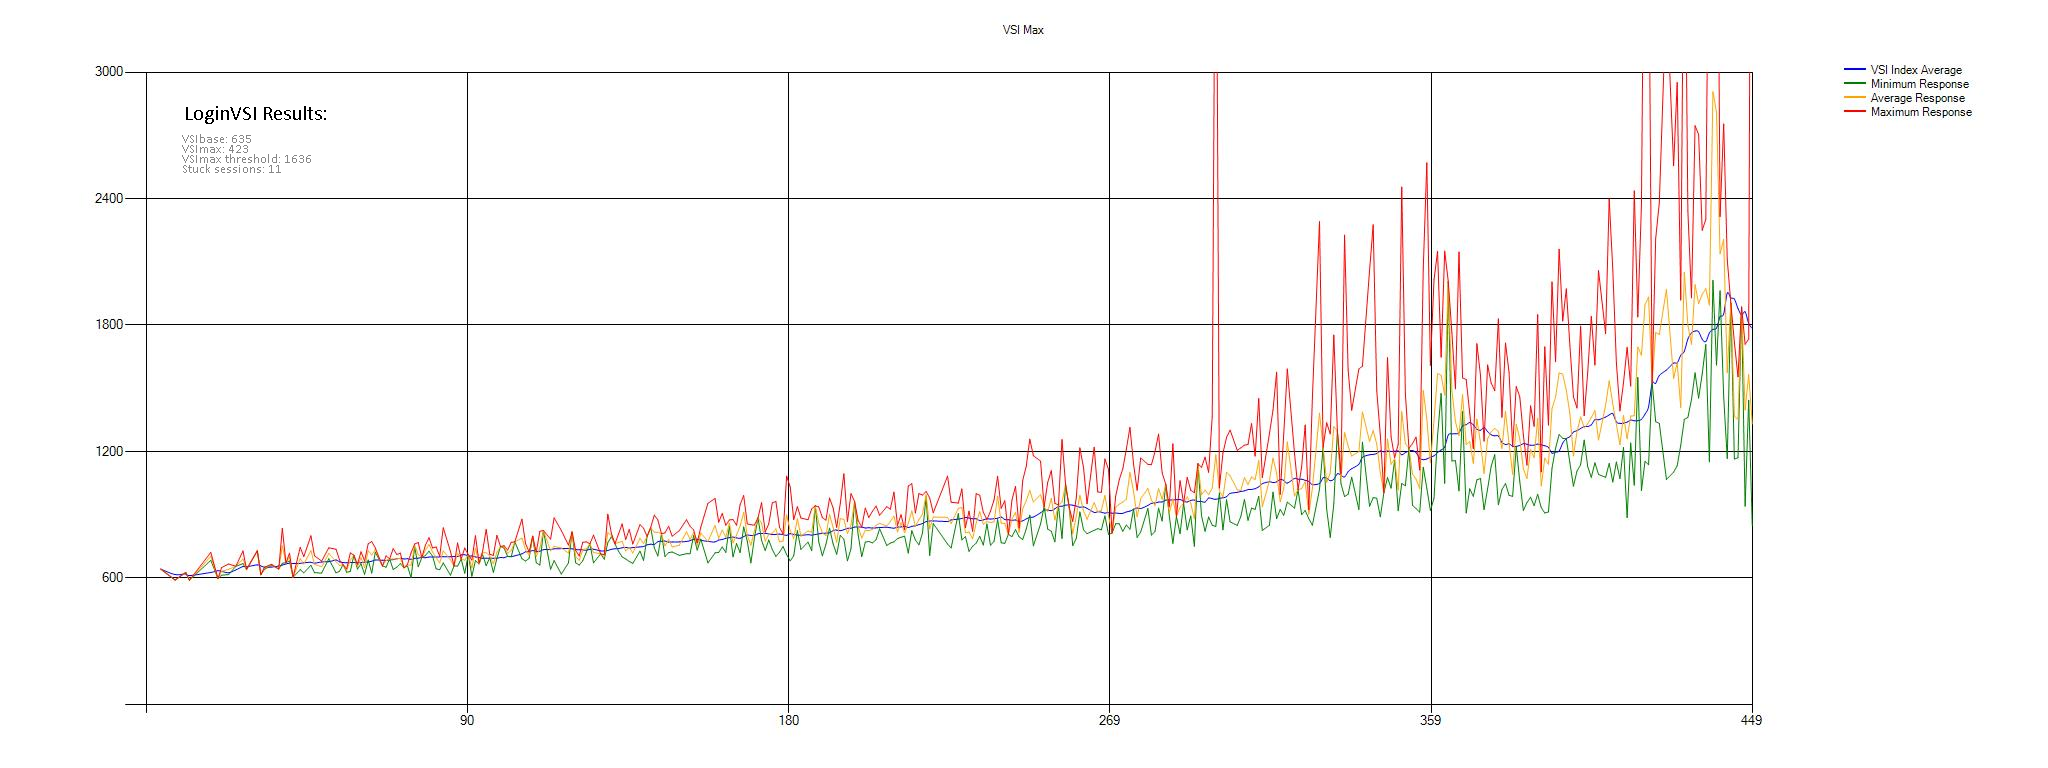 VSI Max
3000
2400
1800
1200
600
90
180
269
359
449
LoginVSI Results:
VSIbase: 635
VSImax: 423
VSImax threshold: 1636
Stuck sessions: 11
VSI Index Average
Minimum Response
Average Response
Maximum Response